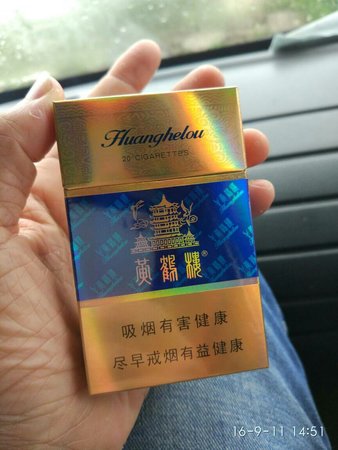 Huanghelou
20 CIGARETTES
黄鹤楼®
吸烟有害健康
尽早戒烟有益健康
16-9-11 14:51